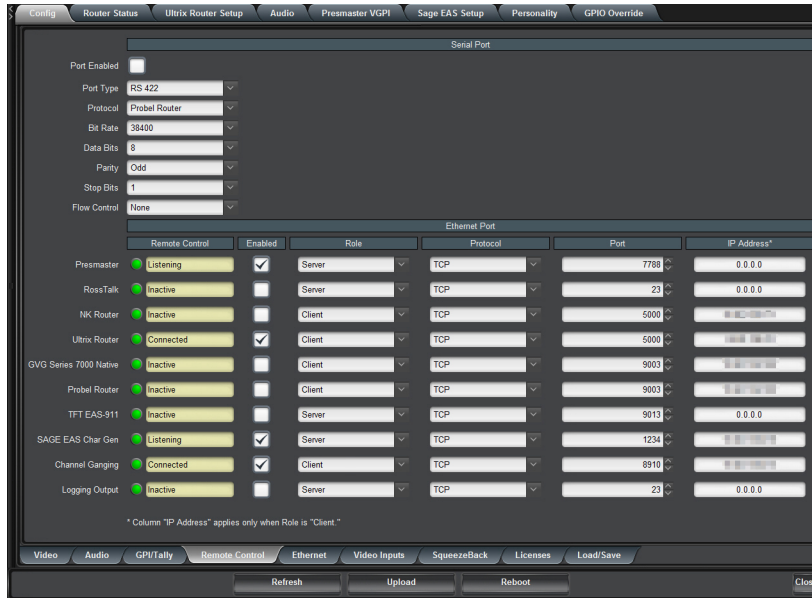 Config Router Status Ultrix Router Setup Audio Presmaster VGPI Sage EAS Setup Personality GPIO Override
Serial Port
Port Enabled
Port Type RS 422
Protocol Probel Router
Bit Rate 38400
Data Bits 8
Parity Odd
Stop Bits 1
Flow Control None
Ethernet Port
Remote Control Enabled Role Protocol Port IP Address*
Presmaster Listening Server TCP 7788 0.0.0.0
RossTalk Inactive Server TCP 23 0.0.0.0
NK Router Inactive Client TCP 5000
Ultrix Router Connected Client TCP 5000
GVG Series 7000 Native Inactive Client TCP 9003
Probel Router Inactive Client TCP 9003
TFT EAS-911 Inactive Server TCP 9013 0.0.0.0
SAGE EAS Char Gen Listening Server TCP 1234
Channel Ganging Connected Client TCP 8910
Logging Output Inactive Server TCP 23 0.0.0.0
* Column "IP Address" applies only when Role is "Client."
Video Audio GPI/Tally Remote Control Ethernet Video Inputs SqueezeBack Licenses Load/Save
Refresh Upload Reboot Clos